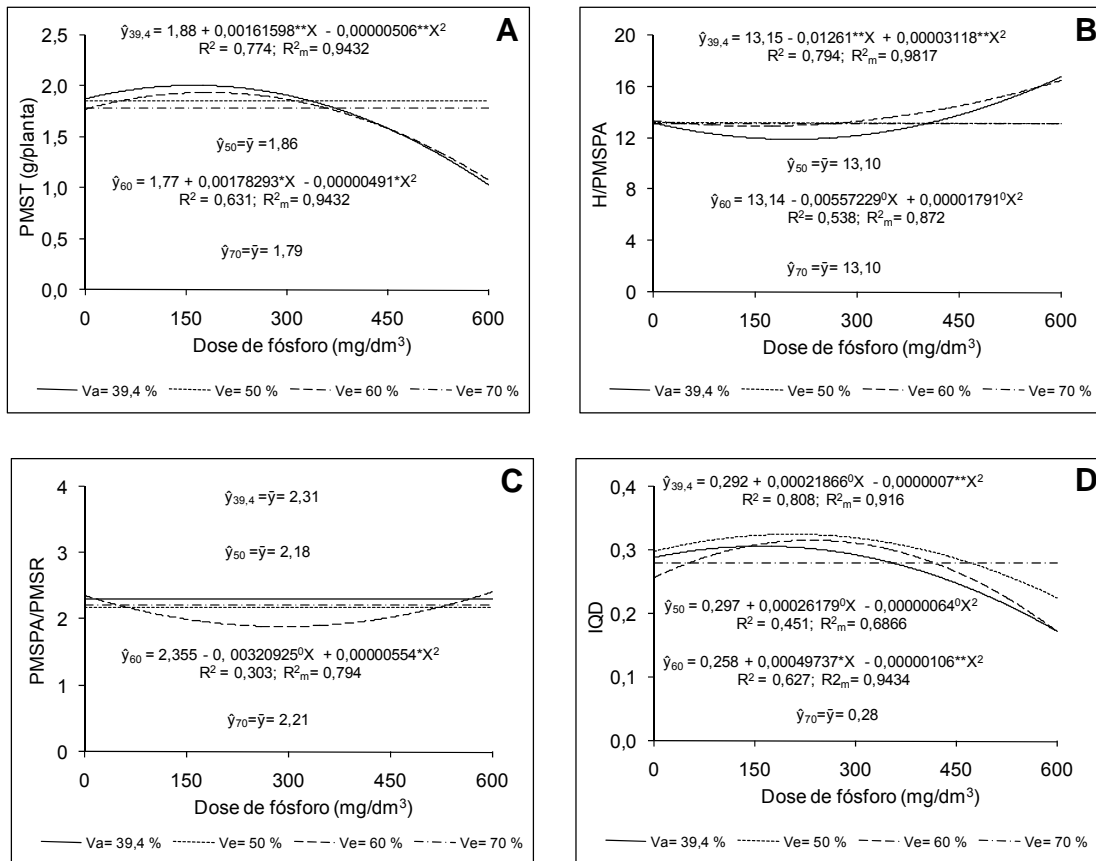 A
ŷ39,4 = 1,88 + 0,00161598**X - 0,00000506**X²
R² = 0,774; R²m= 0,9432
PMST (g/planta)
2,5
2,0
1,5
1,0
0,5
0,0
ŷ50=ȳ =1,86
ŷ60 = 1,77 + 0,00178293*X - 0,00000491*X²
R² = 0,631; R²m= 0,9432
ŷ70=ȳ= 1,79
0 150 300 450 600
Dose de fósforo (mg/dm³)
Va= 39,4 % Ve= 50 % Ve= 60 % Ve= 70 %
B
ŷ39,4 = 13,15 - 0,01261**X + 0,00003118**X²
R² = 0,794; R²m= 0,9817
H/PMSPA
20
16
12
8
4
0
ŷ50=ȳ = 13,10
ŷ60 = 13,14 - 0,00557229⁰X + 0,00001791⁰X²
R² = 0,538; R²m= 0,872
ŷ70 =ȳ = 13,10
0 150 300 450 600
Dose de fósforo (mg/dm³)
Va= 39,4 % Ve= 50 % Ve= 60 % Ve= 70 %
C
PMSPA/PMSR
4
3
2
1
0
ŷ39,4 =ȳ= 2,31
ŷ50 =ȳ= 2,18
ŷ60 = 2,355 - 0, 00320925⁰X + 0,00000554*X²
R² = 0,303; R²m= 0,794
ŷ70=ȳ= 2,21
0 150 300 450 600
Dose de fósforo (mg/dm³)
Va= 39,4 % Ve= 50 % Ve= 60 % Ve= 70 %
D
ŷ39,4 = 0,292 + 0,00021866⁰X - 0,0000007**X²
R² = 0,808; R²m= 0,916
IQD
0,4
0,3
0,2
0,1
0,0
ŷ50 = 0,297 + 0,00026179⁰X - 0,00000064⁰X²
R² = 0,451; R²m= 0,6866
ŷ60 = 0,258 + 0,00049737*X - 0,00000106**X²
R² = 0,627; R2m= 0,9434
ŷ70=ȳ= 0,28
0 150 300 450 600
Dose de fósforo (mg/dm³)
Va= 39,4 % Ve= 50 % Ve= 60 % Ve= 70 %